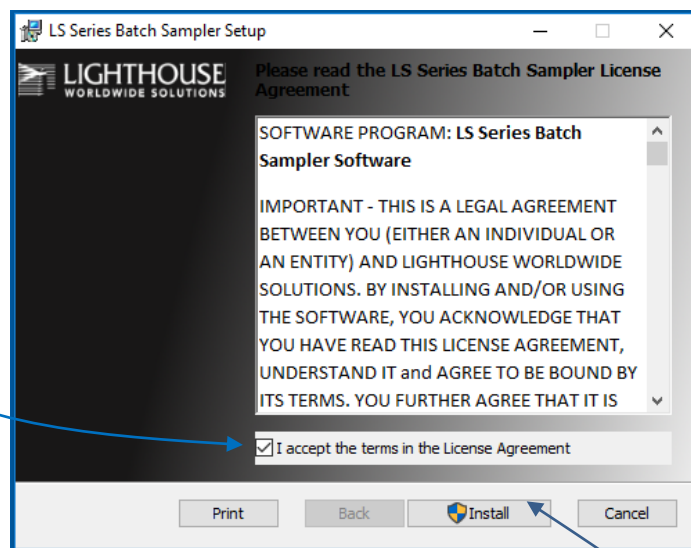 LS Series Batch Sampler Setup
LIGHTHOUSE
WORLDWIDE SOLUTIONS
Please read the LS Series Batch Sampler License
Agreement
SOFTWARE PROGRAM: LS Series Batch
Sampler Software
IMPORTANT - THIS IS A LEGAL AGREEMENT
BETWEEN YOU (EITHER AN INDIVIDUAL OR
AN ENTITY) AND LIGHTHOUSE WORLDWIDE
SOLUTIONS. BY INSTALLING AND/OR USING
THE SOFTWARE, YOU ACKNOWLEDGE THAT
YOU HAVE READ THIS LICENSE AGREEMENT,
UNDERSTAND IT and AGREE TO BE BOUND BY
ITS TERMS. YOU FURTHER AGREE THAT IT IS
I accept the terms in the License Agreement
Print Back Install Cancel